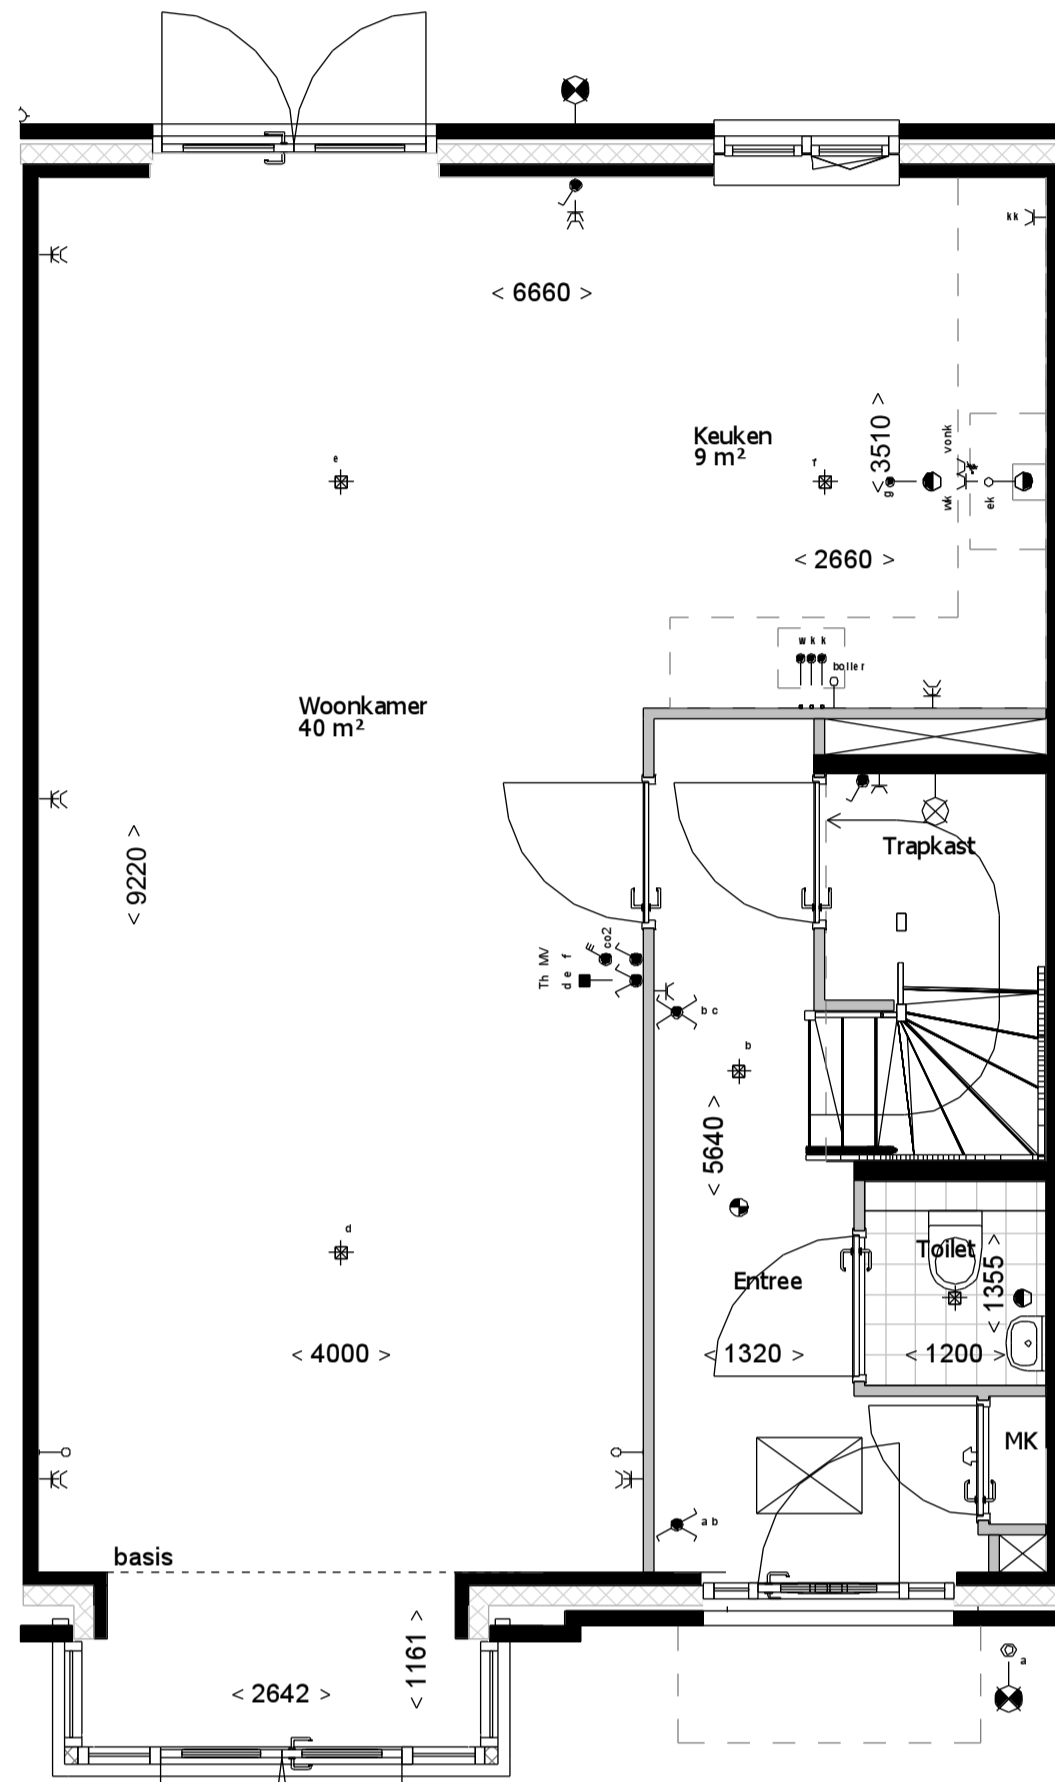 kk
< 6660 >
Keuken
9 m²
< 3510 >
vonk
e
f
g
wk
ek
< 2660 >
w k k
boiler
Woonkamer
40 m²
Trapkast
< 9220 >
co2
Th MV
d e f
b c
b
< 5640 >
d
Toilet
< 1355 >
Entree
< 4000 >
< 1320 >
< 1200 >
MK
a b
basis
< 1161 >
a
< 2642 >